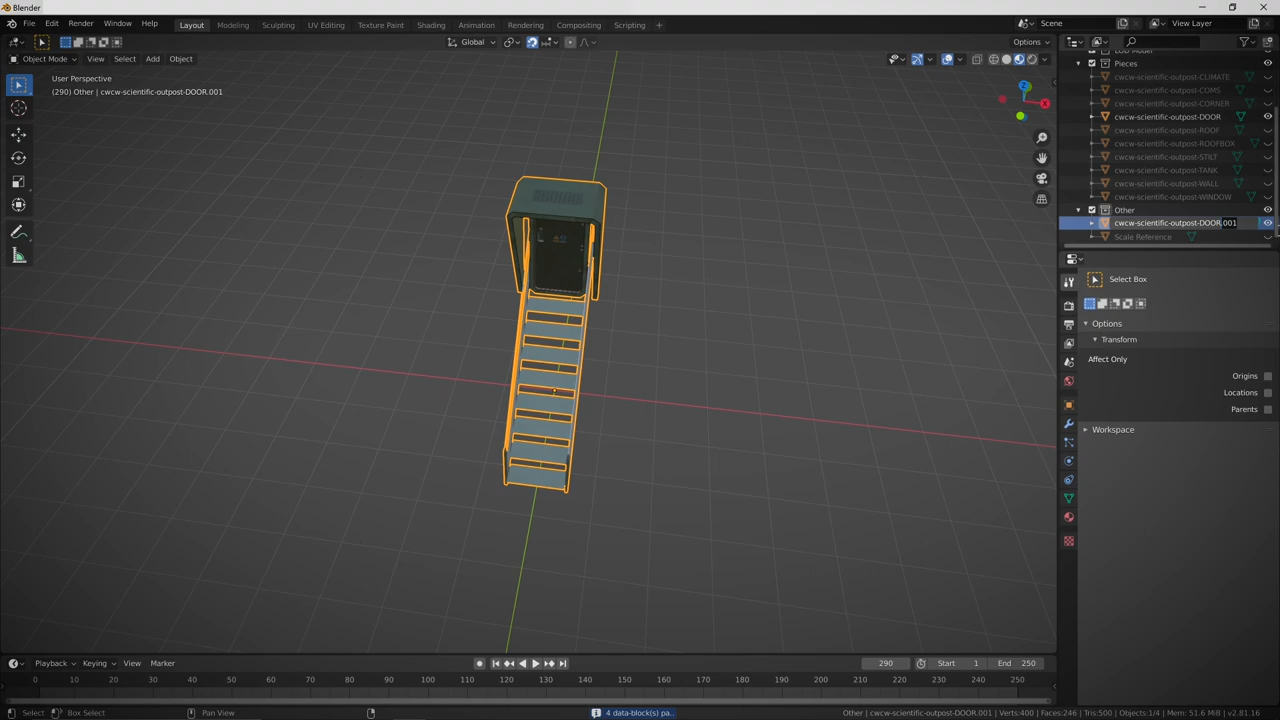 Blender
File Edit Render Window Help Layout Modeling Sculpting UV Editing Texture Paint Shading Animation Rendering Compositing Scripting + Scene View Layer
Global Options
Object Mode View Select Add Object
User Perspective
(290) Other | cwcw-scientific-outpost-DOOR.001
Z
X
Pieces
cwcw-scientific-outpost-CLIMATE
cwcw-scientific-outpost-COMS
cwcw-scientific-outpost-CORNER
cwcw-scientific-outpost-DOOR
cwcw-scientific-outpost-ROOF
cwcw-scientific-outpost-ROOFBOX
cwcw-scientific-outpost-STILT
cwcw-scientific-outpost-TANK
cwcw-scientific-outpost-WALL
cwcw-scientific-outpost-WINDOW
Other
cwcw-scientific-outpost-DOOR.001
Scale Reference
Select Box
Options
Transform
Affect Only
Origins
Locations
Parents
Workspace
Playback Keying View Marker 290 Start 1 End 250
0 10 20 30 40 50 60 70 80 90 100 110 120 130 140 150 160 170 180 190 200 210 220 230 240 250
Select Box Select Pan View 4 data-block(s) pa.. Other | cwcw-scientific-outpost-DOOR.001 | Verts:400 | Faces:246 | Tris:500 | Objects:1/4 | Mem: 51.6 MiB | v2.81.16